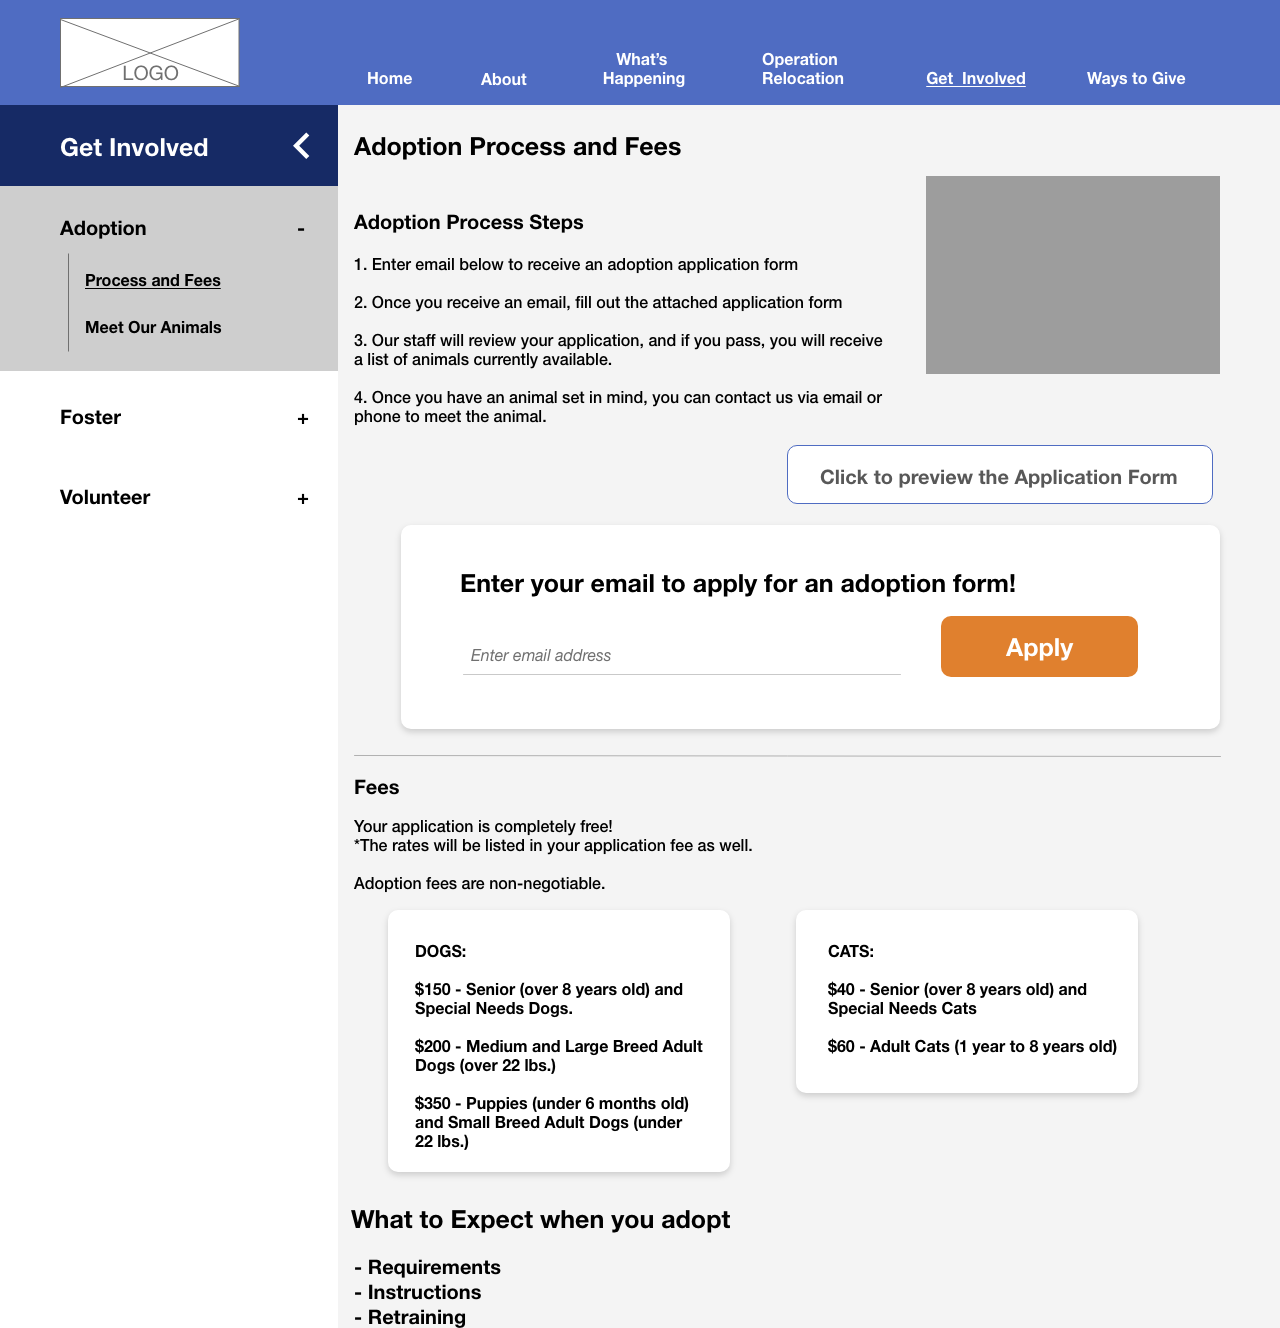 LOGO
Home
About
What's
Happening
Operation
Relocation
Get Involved
Ways to Give
Get Involved
Adoption -
Process and Fees
Meet Our Animals
Foster +
Volunteer +
Adoption Process and Fees
Adoption Process Steps
1. Enter email below to receive an adoption application form
2. Once you receive an email, fill out the attached application form
3. Our staff will review your application, and if you pass, you will receive
a list of animals currently available.
4. Once you have an animal set in mind, you can contact us via email or
phone to meet the animal.
Click to preview the Application Form
Enter your email to apply for an adoption form!
Enter email address
Apply
Fees
Your application is completely free!
*The rates will be listed in your application fee as well.
Adoption fees are non-negotiable.
DOGS:
$150 - Senior (over 8 years old) and
Special Needs Dogs.
$200 - Medium and Large Breed Adult
Dogs (over 22 lbs.)
$350 - Puppies (under 6 months old)
and Small Breed Adult Dogs (under
22 lbs.)
CATS:
$40 - Senior (over 8 years old) and
Special Needs Cats
$60 - Adult Cats (1 year to 8 years old)
What to Expect when you adopt
- Requirements
- Instructions
- Retraining